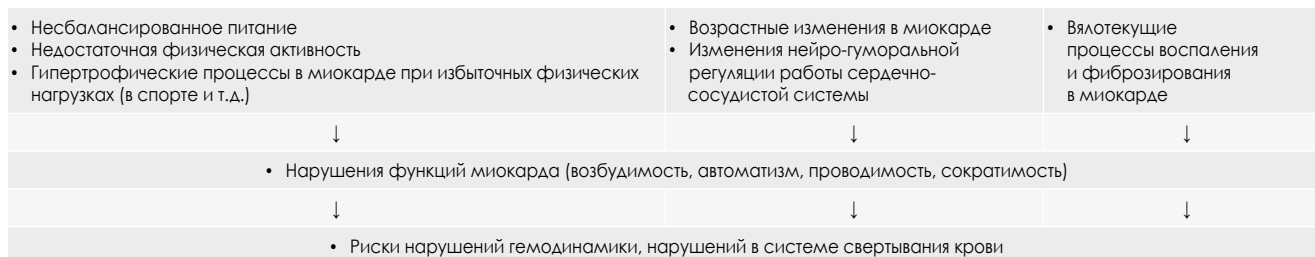 • Несбалансированное питание
• Недостаточная физическая активность
• Гипертрофические процессы в миокарде при избыточных физических
нагрузках (в спорте и т.д.)
• Возрастные изменения в миокарде
• Изменения нейро-гуморальной
регуляции работы сердечно-
сосудистой системы
• Вялотекущие
процессы воспаления
и фиброзирования
в миокарде
↓ ↓ ↓
• Нарушения функций миокарда (возбудимость, автоматизм, проводимость, сократимость)
↓ ↓ ↓
• Риски нарушений гемодинамики, нарушений в системе свертывания крови